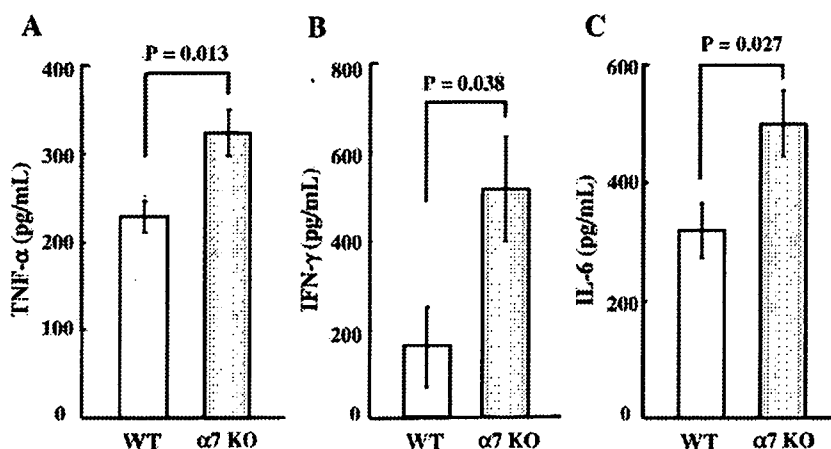 A
P = 0.013
TNF-α (pg/mL)
400
300
200
100
0
WT
α7 KO
B
P = 0.038
IFN-γ (pg/mL)
800
600
400
200
0
WT
α7 KO
C
P = 0.027
IL-6 (pg/mL)
600
400
200
0
WT
α7 KO